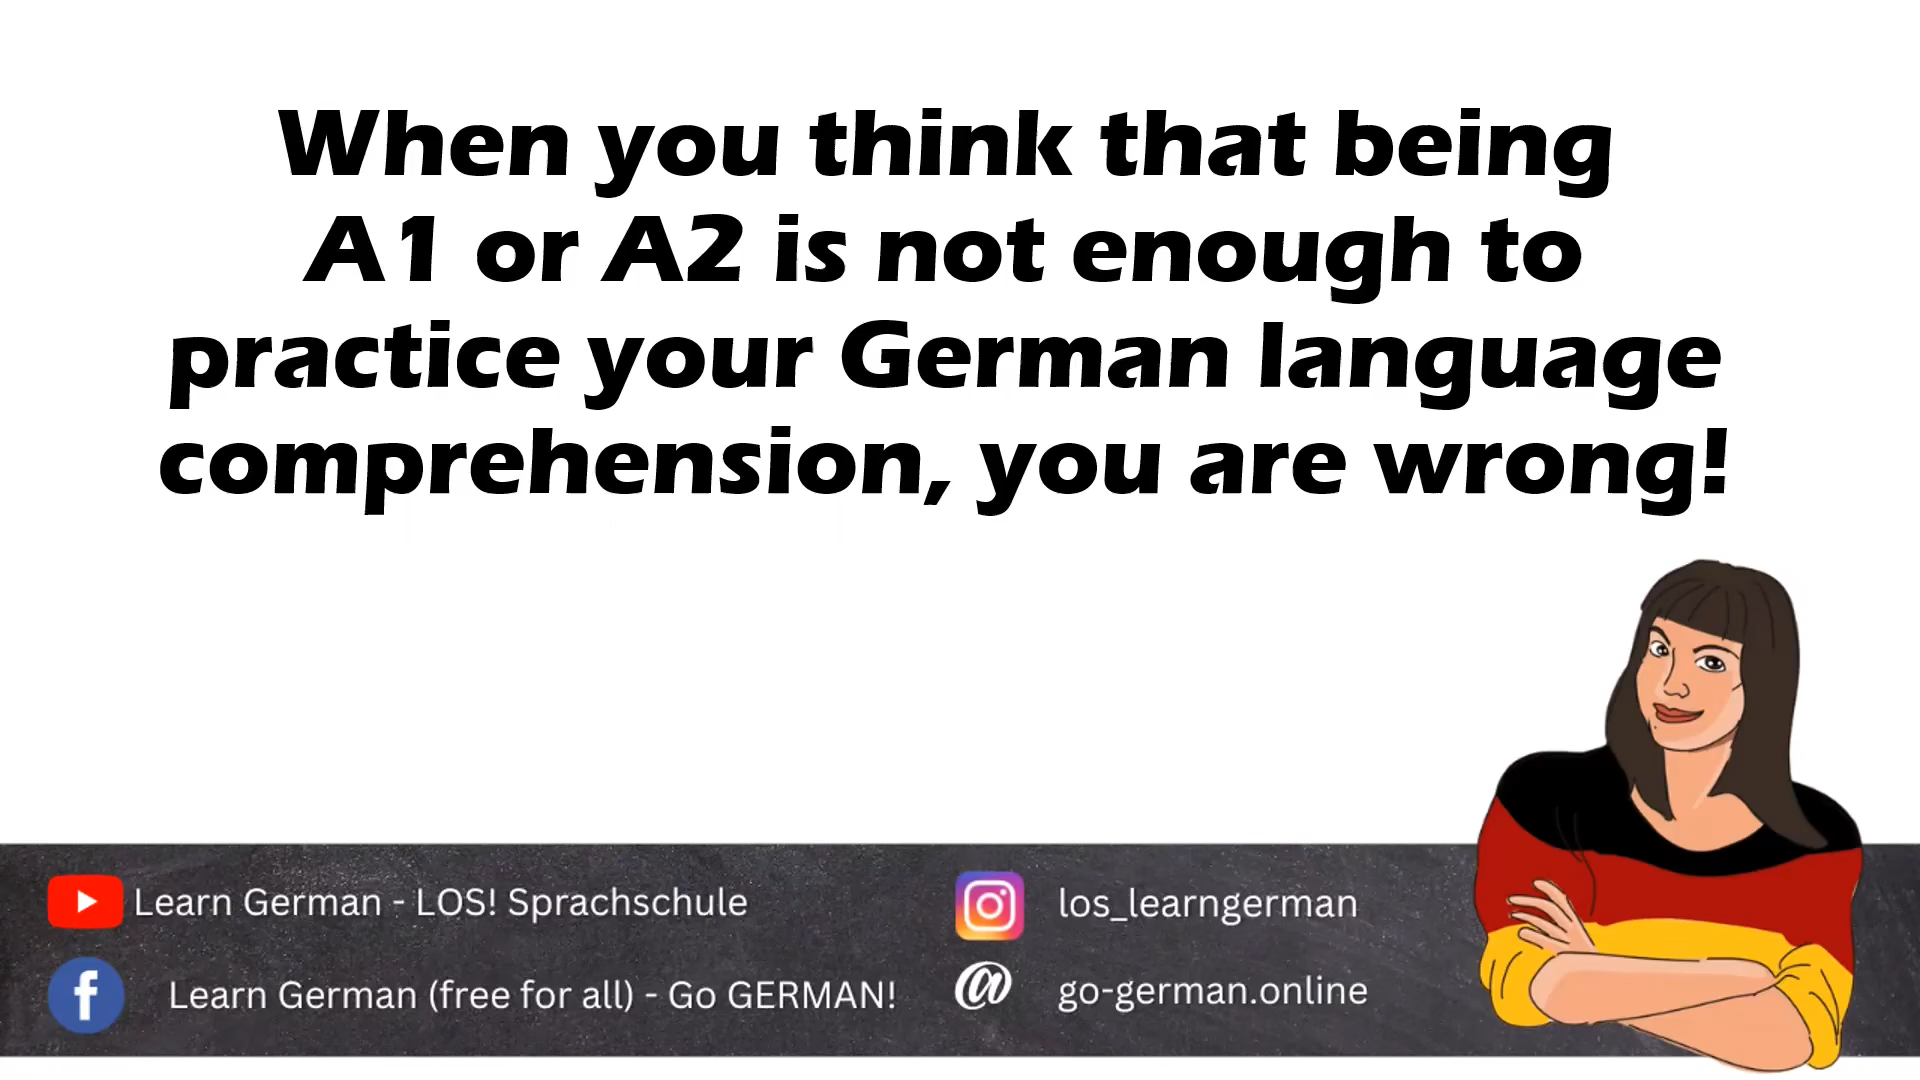 When you think that being
A1 or A2 is not enough to
practice your German language
comprehension, you are wrong!
Learn German - LOS! Sprachschule
los_learngerman
Learn German (free for all) - Go GERMAN!
go-german.online